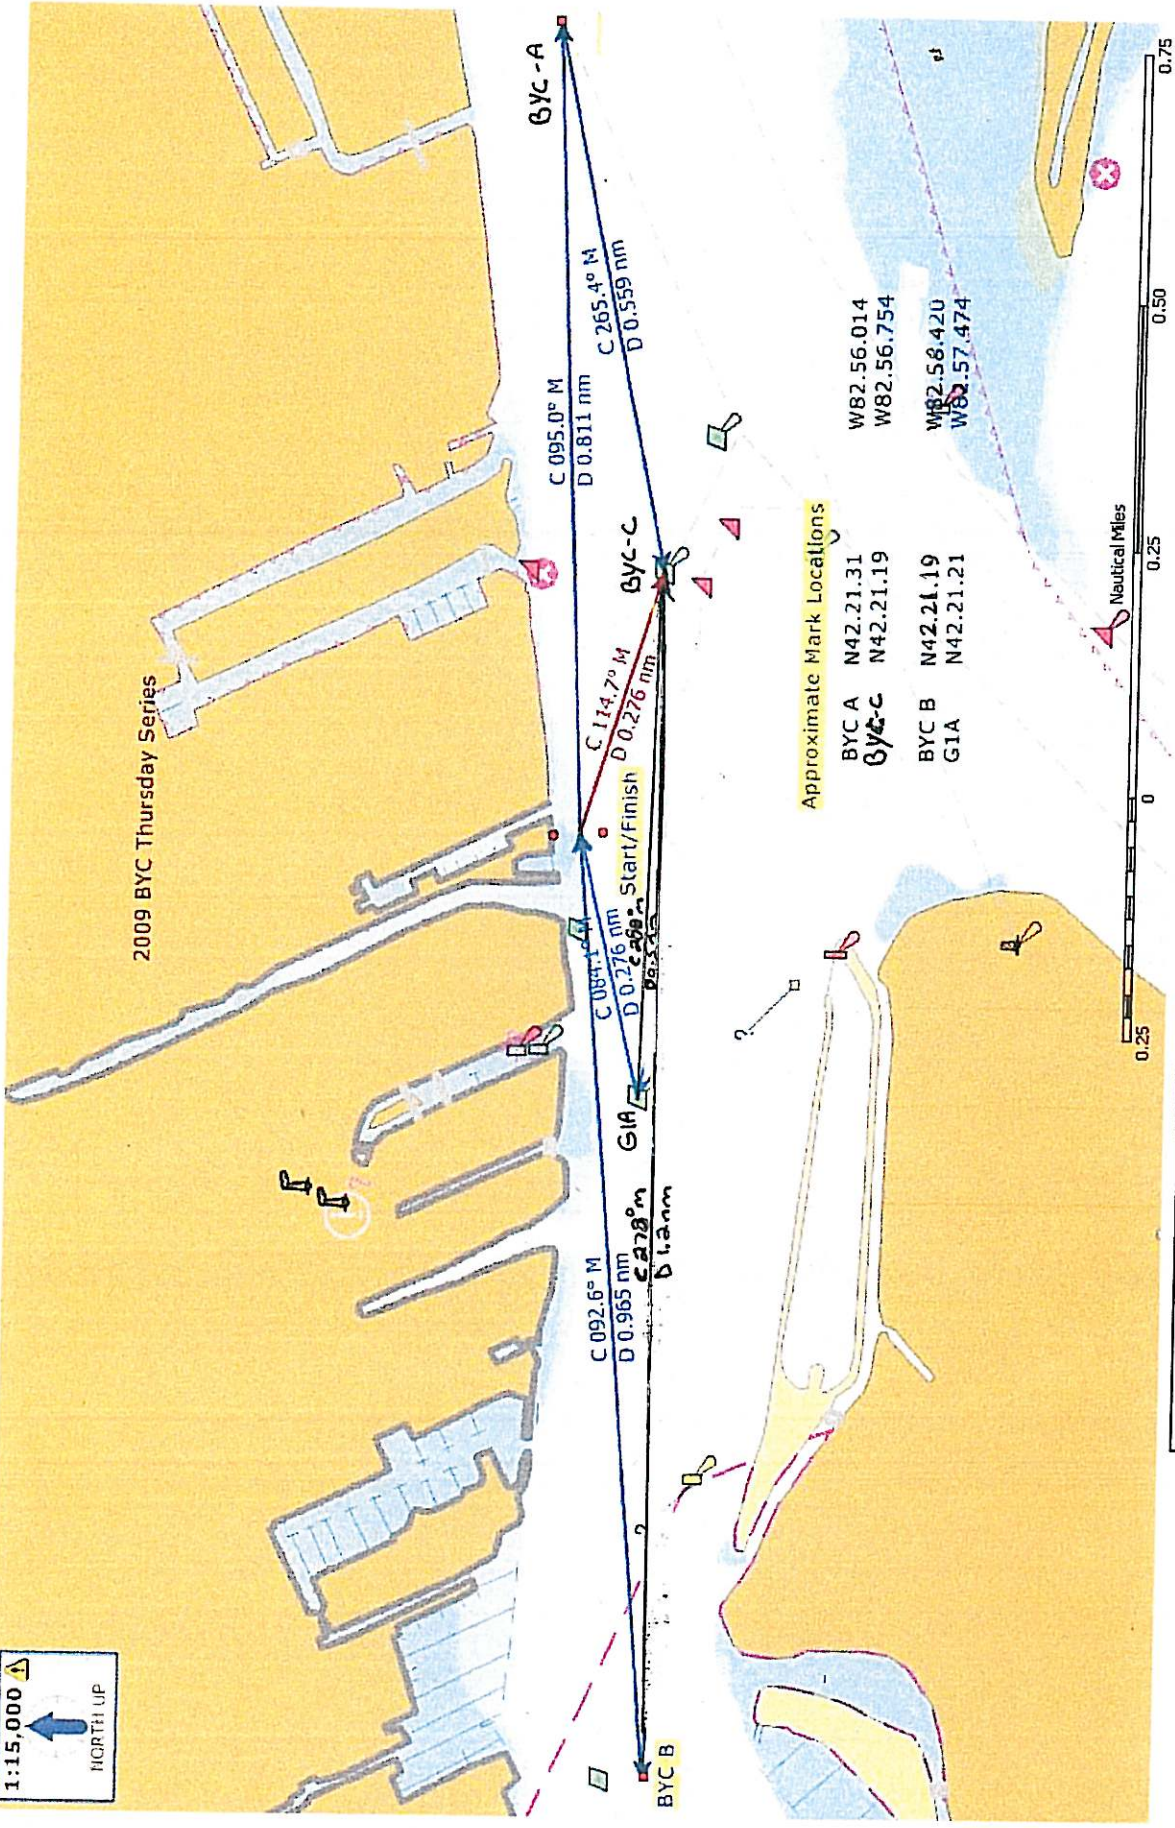 1:15,000
NORTH UP
2009 BYC Thursday Series
BYC-A
C 095.0° M
D 0.811 nm
C 265.4° M
D 0.559 nm
BYC-C
C 114.7° M
D 0.276 nm
Start/Finish
C 084.1° M
D 0.276 nm
C 280°m
G1A
C 092.6° M
D 0.965 nm
C 278°m
D 1.2nm
BYC B
?
?
Approximate Mark Locations
BYC A N42.21.31 W82.56.014
BYC-C N42.21.19 W82.56.754
BYC B N42.21.19 W82.58.420
G1A N42.21.21 W82.57.474
Nautical Miles
0.25 0 0.25 0.50 0.75